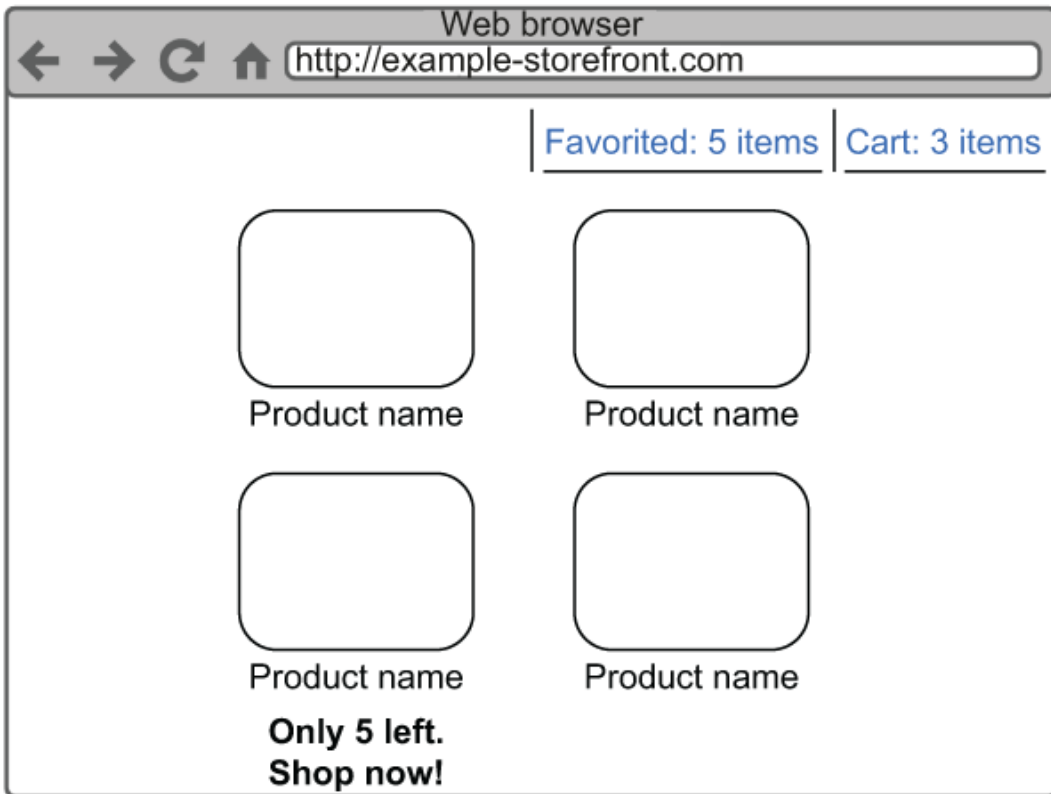 Web browser
http://example-storefront.com
Favorited: 5 items Cart: 3 items
Product name Product name
Product name Product name
Only 5 left.
Shop now!